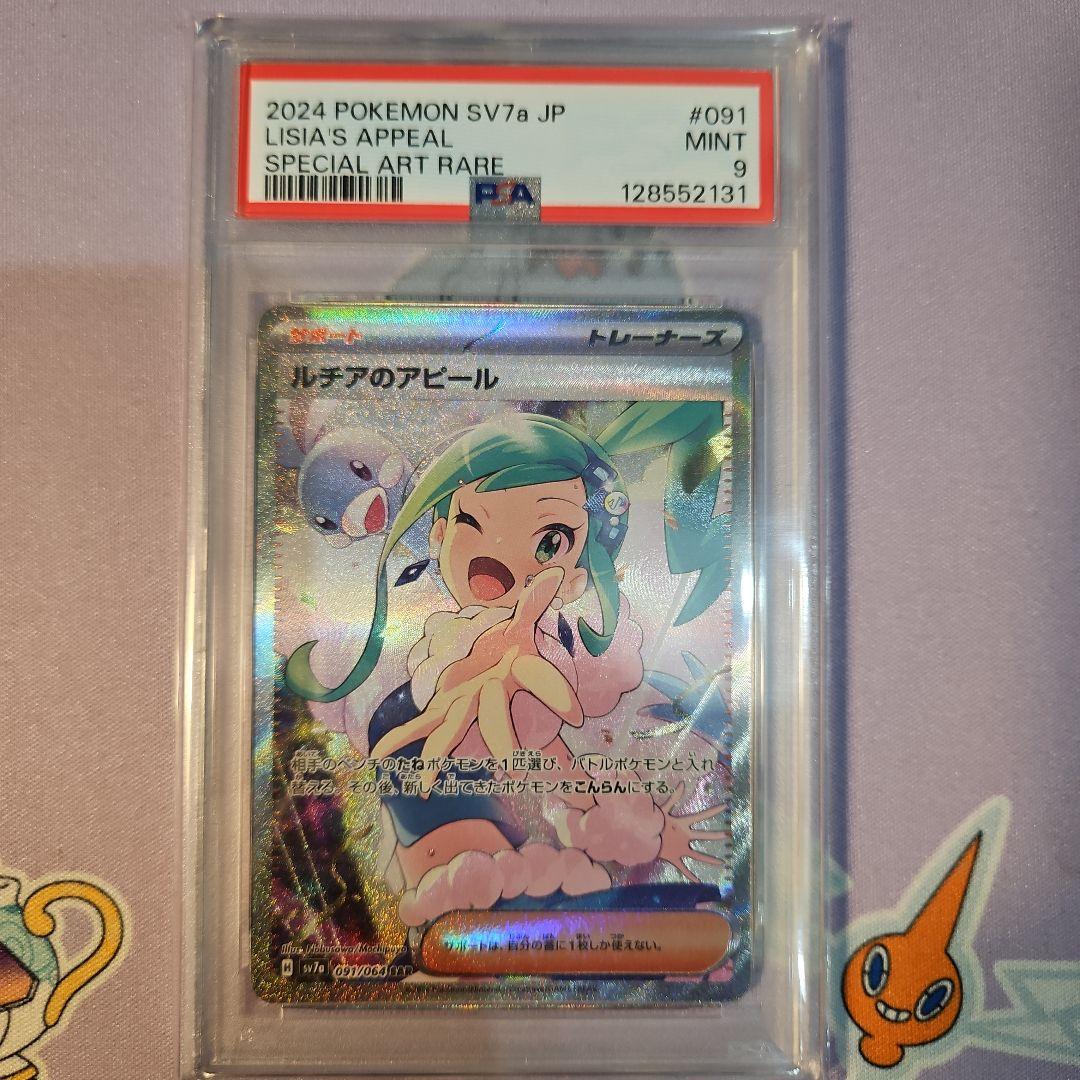 2024 POKEMON SV7a JP #091
LISIA'S APPEAL MINT
SPECIAL ART RARE 9
PSA 128552131
サポート トレーナーズ
ルチアのアピール
相手のベンチのたねポケモンを1匹選び、バトルポケモンと入れ
替える。その後、新しく出てきたポケモンをこんらんにする。
サポートは、自分の番に1枚しか使えない。
Illus.
H sv7a 091/064 SAR